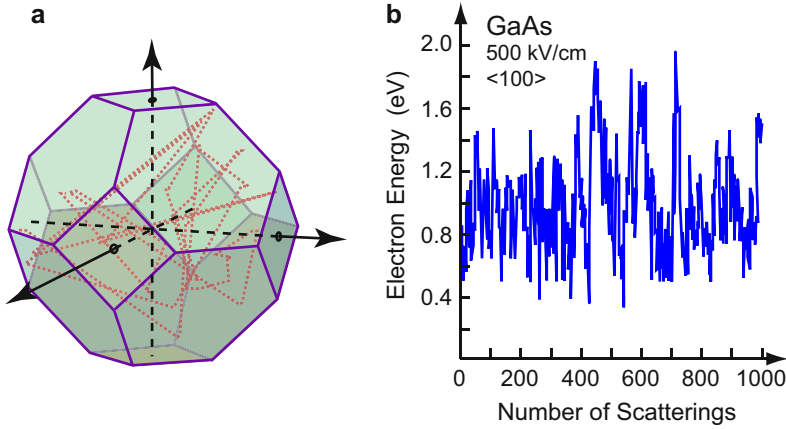 a
b
GaAs
500 kV/cm
<100>
Electron Energy (eV)
2.0
1.6
1.2
0.8
0.4
0 200 400 600 800 1000
Number of Scatterings